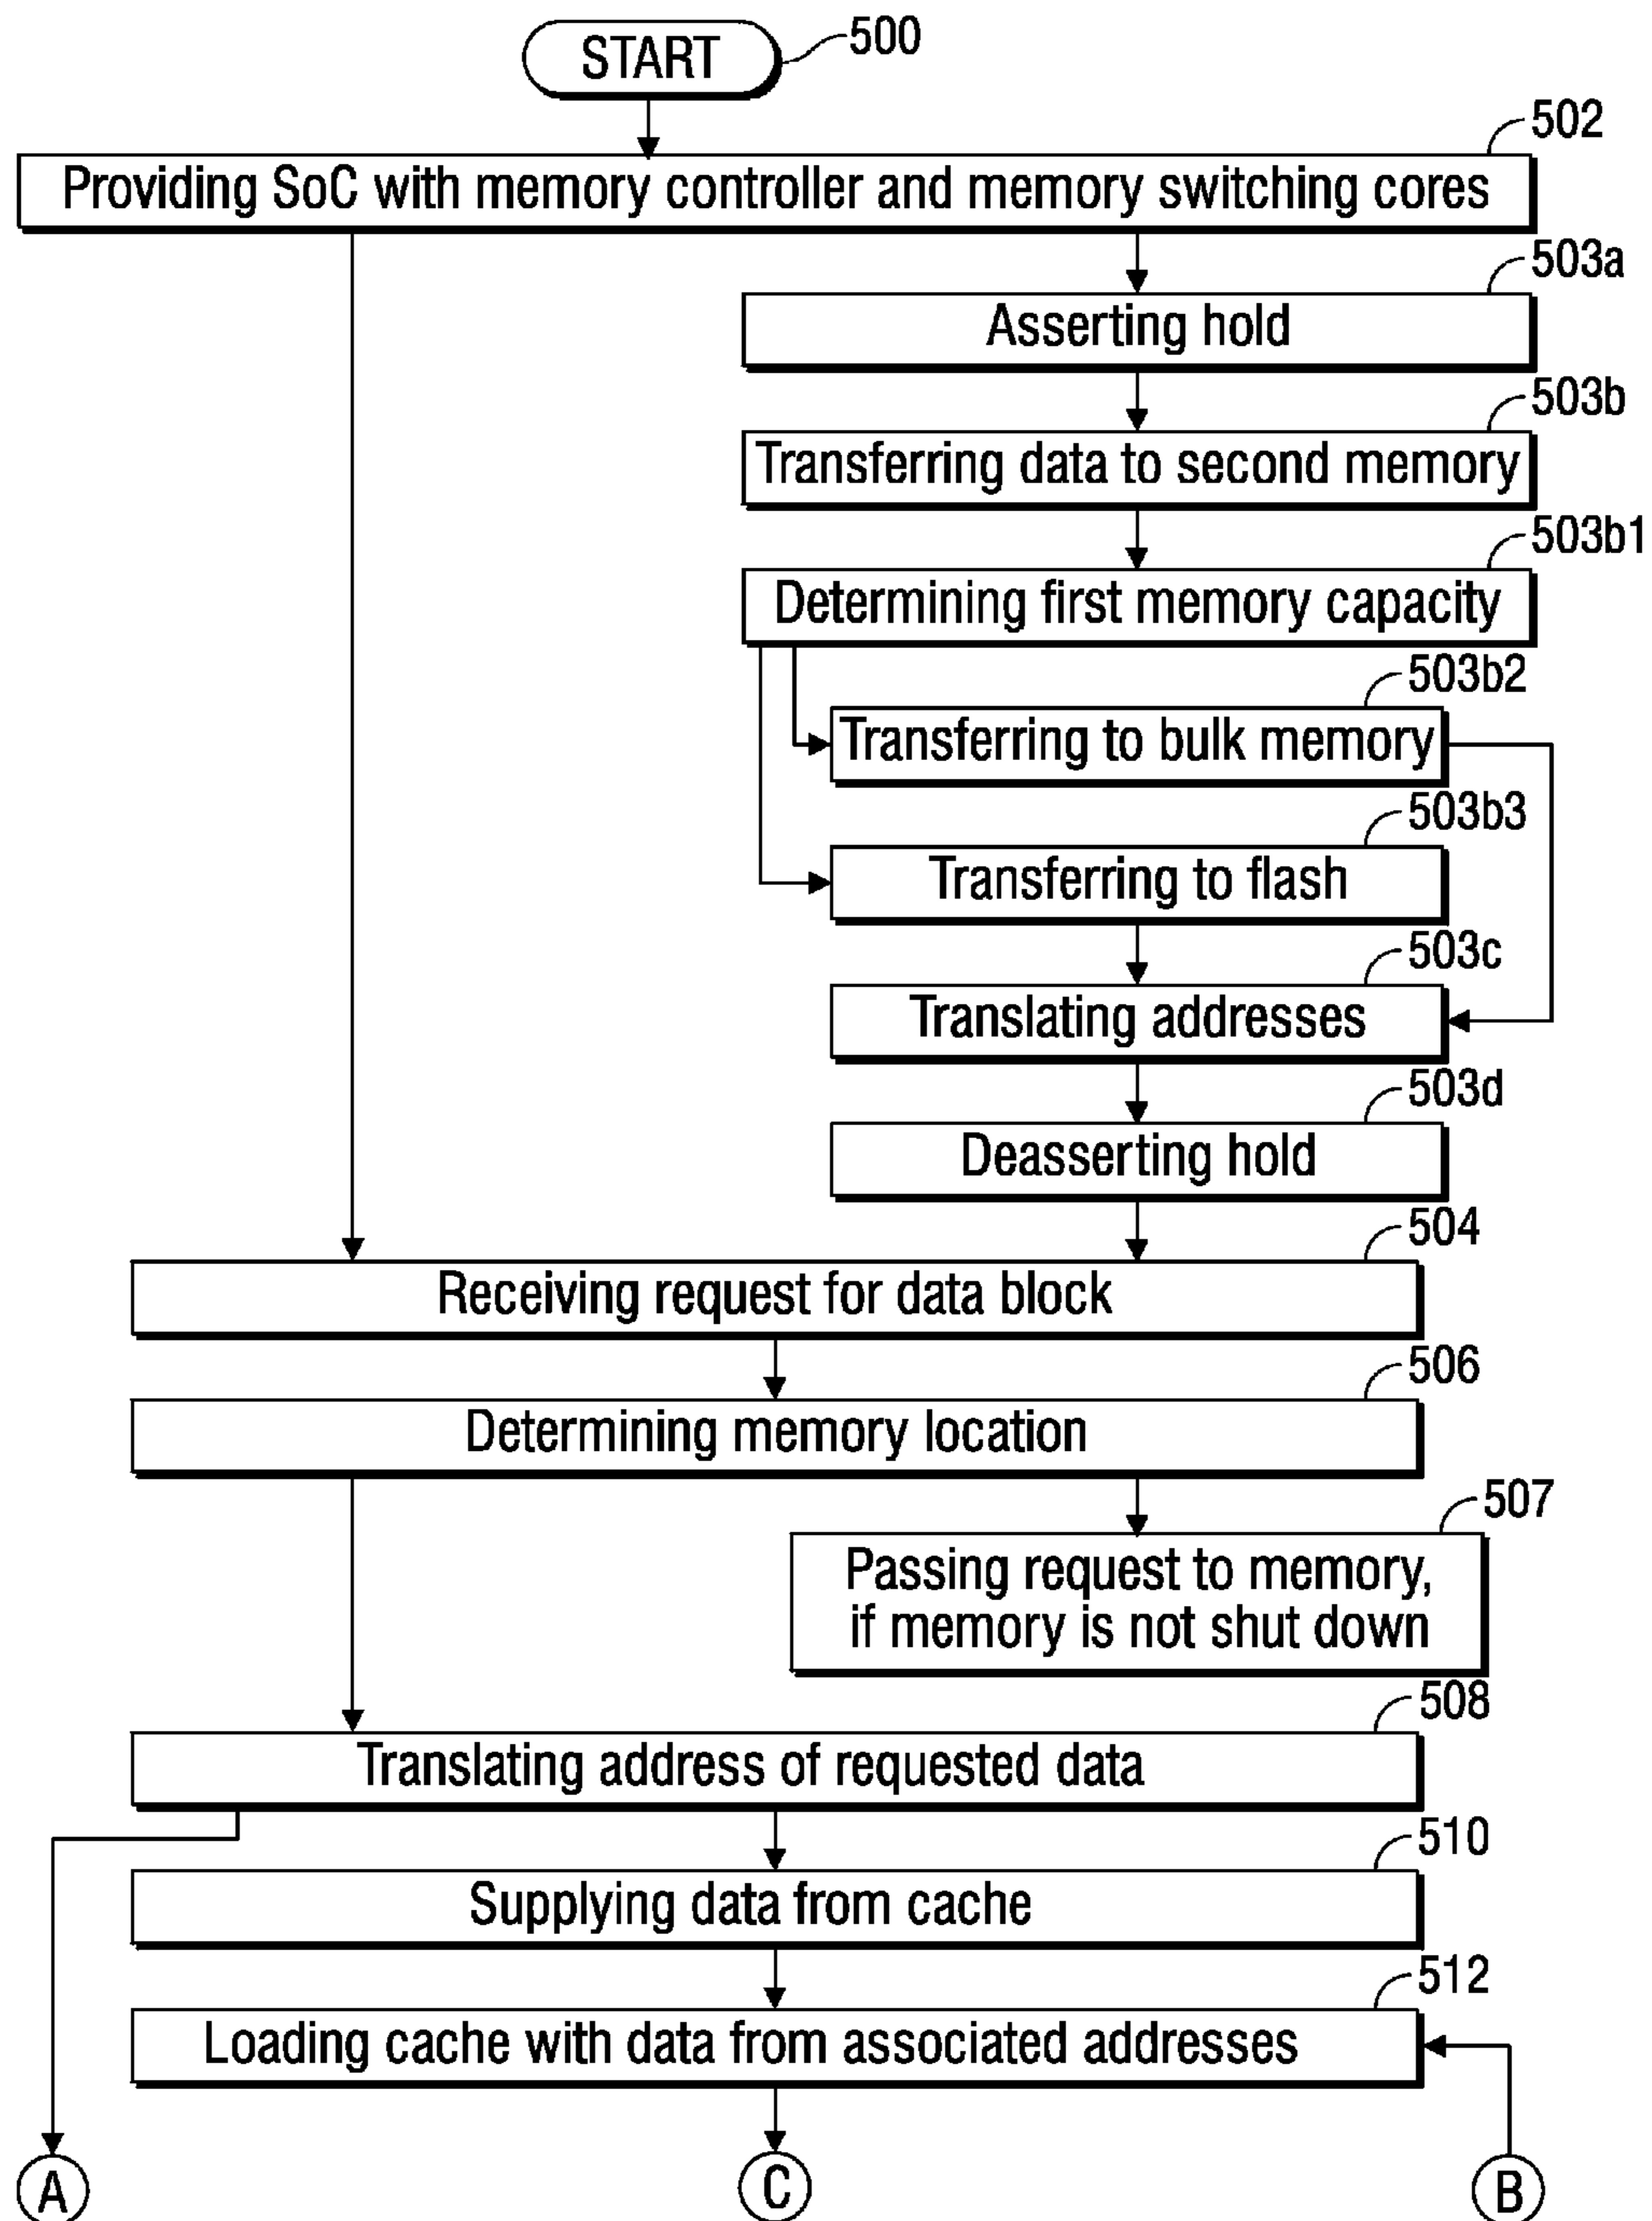 START
500
502
Providing SoC with memory controller and memory switching cores
503a
Asserting hold
503b
Transferring data to second memory
503b1
Determining first memory capacity
503b2
Transferring to bulk memory
503b3
Transferring to flash
503c
Translating addresses
503d
Deasserting hold
504
Receiving request for data block
506
Determining memory location
507
Passing request to memory,
if memory is not shut down
508
Translating address of requested data
510
Supplying data from cache
512
Loading cache with data from associated addresses
A
C
B